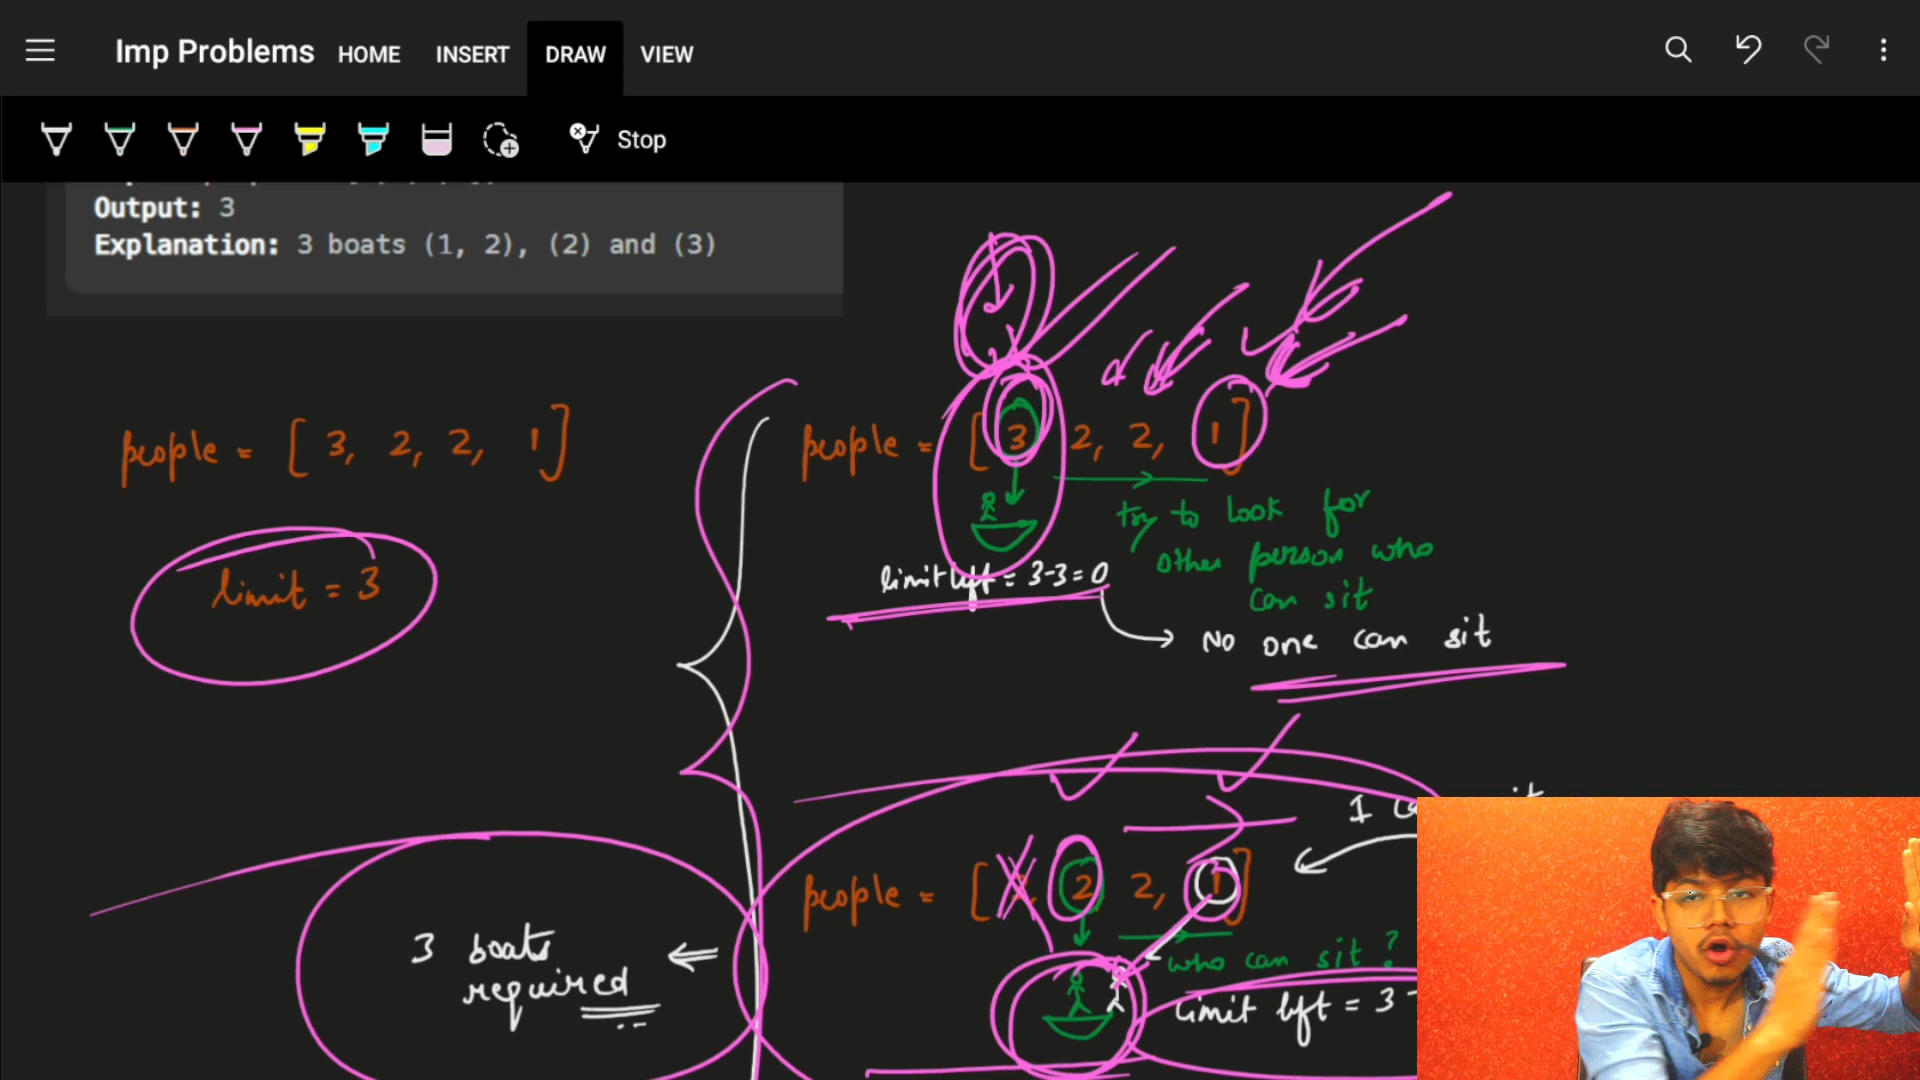 Imp Problems HOME INSERT DRAW VIEW
Stop
Output: 3
Explanation: 3 boats (1, 2), (2) and (3)
people = [ 3, 2, 2, 1]
limit = 3
people = [ 3 2, 2, 1]
try to look for
other person who
can sit
limit left = 3-3=0
No one can sit
people = [ 2 2, 1]
who can sit ?
limit left = 3 -
3 boats
required